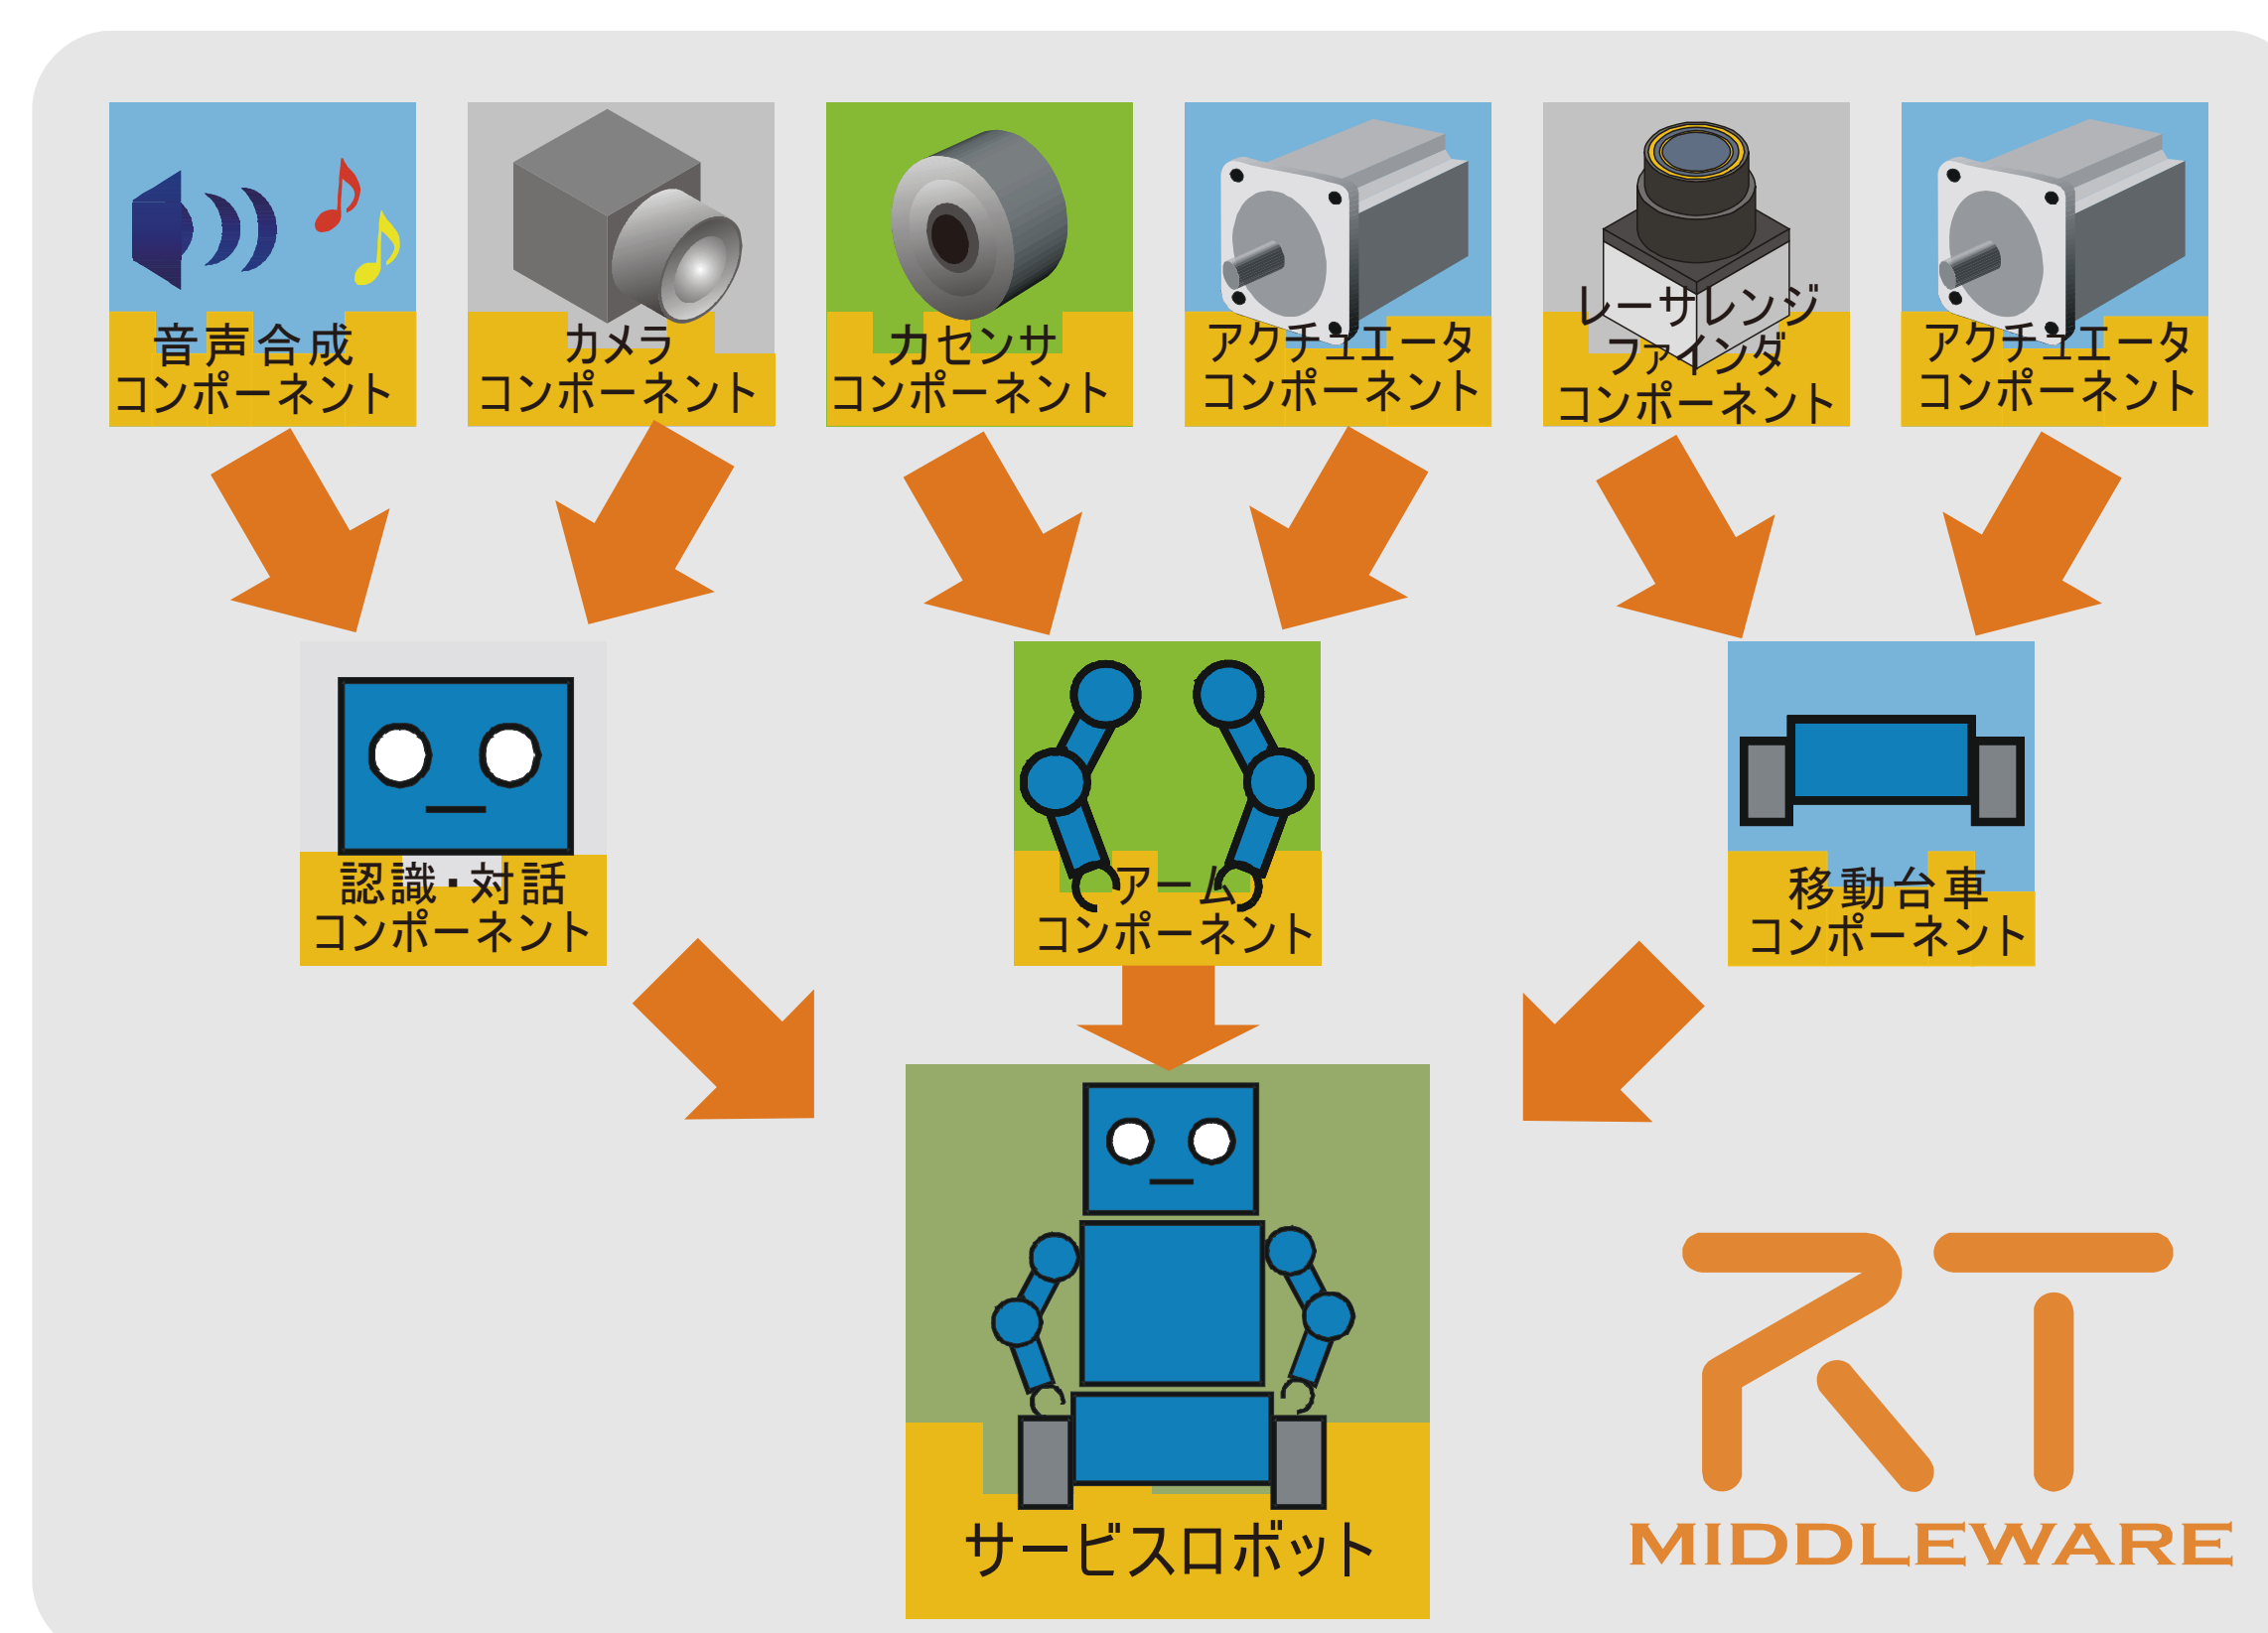 音声合成
コンポーネント
カメラ
コンポーネント
力センサ
コンポーネント
アクチュエータ
コンポーネント
レーザレンジ
ファインダ
コンポーネント
アクチュエータ
コンポーネント
認識・対話
コンポーネント
アーム
コンポーネント
移動台車
コンポーネント
サービスロボット
RT
MIDDLEWARE